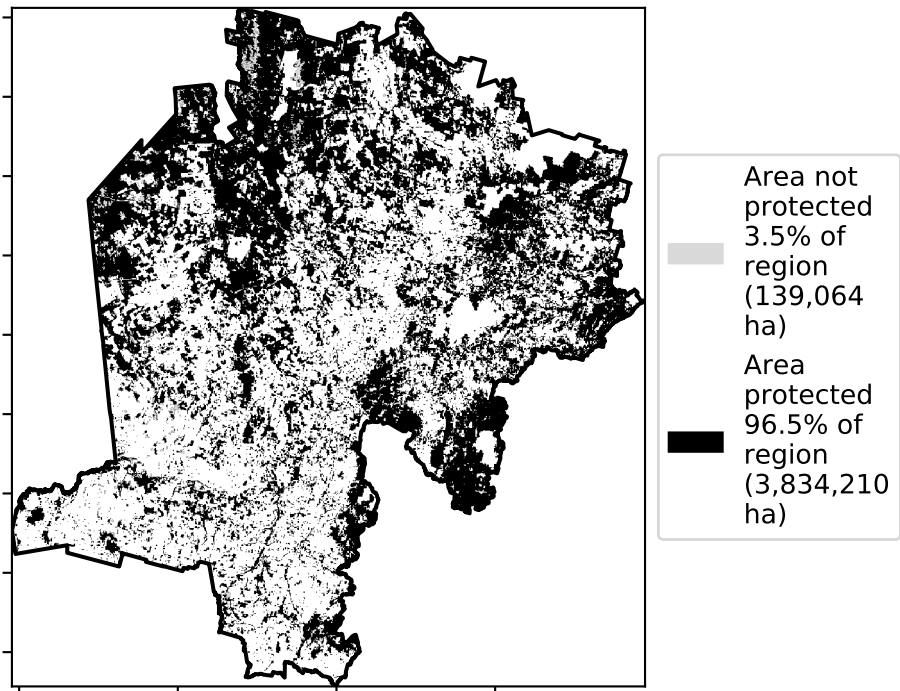 Area not
protected
3.5% of
region
(139,064
ha)
Area
protected
96.5% of
region
(3,834,210
ha)